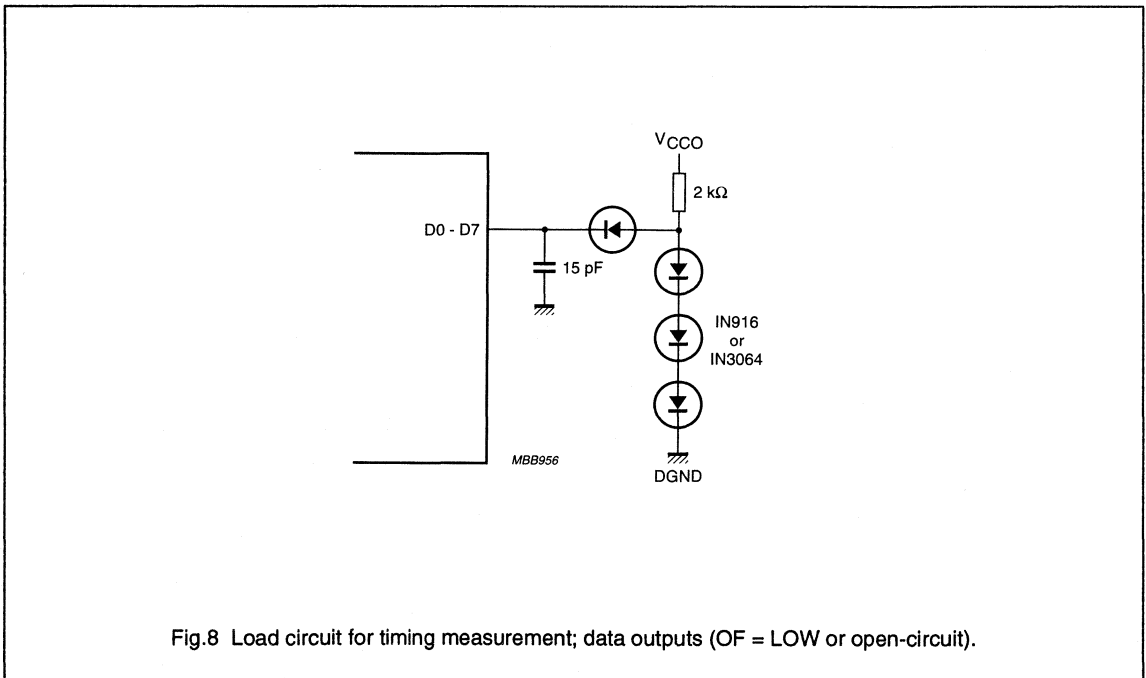 VCCO
2 kΩ
D0 - D7
15 pF
IN916
or
IN3064
MBB956
DGND
Fig.8 Load circuit for timing measurement; data outputs (OF = LOW or open-circuit).